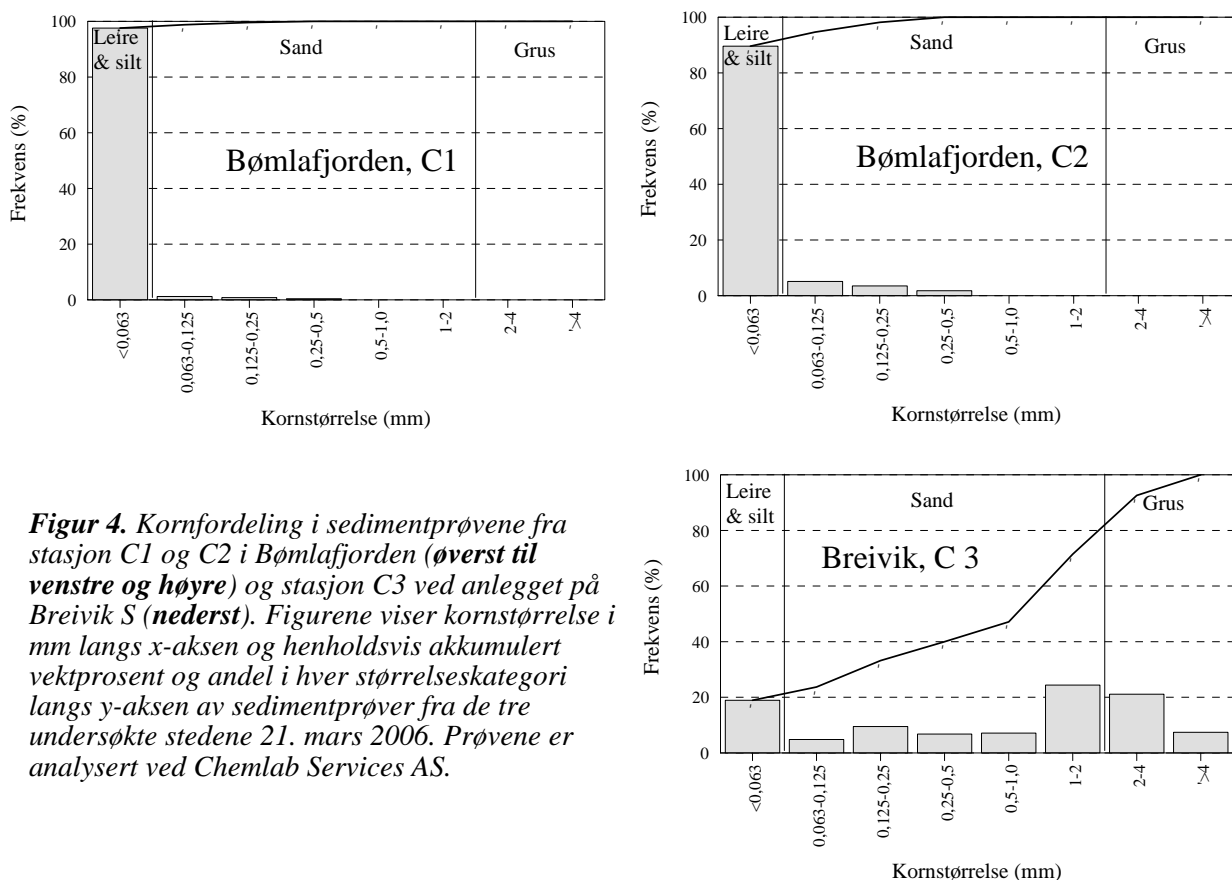 100
80
60
40
20
0
Frekvens (%)
Leire
& silt
Sand
Grus
Bømlafjorden, C1
<0,063
0,063-0,125
0,125-0,25
0,25-0,5
0,5-1,0
1-2
2-4
'>4
Kornstørrelse (mm)
100
80
60
40
20
0
Frekvens (%)
Leire
& silt
Sand
Grus
Bømlafjorden, C2
<0,063
0,063-0,125
0,125-0,25
0,25-0,5
0,5-1,0
1-2
2-4
'>4
Kornstørrelse (mm)
Figur 4. Kornfordeling i sedimentprøvene fra
stasjon C1 og C2 i Bømlafjorden (øverst til
venstre og høyre) og stasjon C3 ved anlegget på
Breivik S (nederst). Figurene viser kornstørrelse i
mm langs x-aksen og henholdsvis akkumulert
vektprosent og andel i hver størrelseskategori
langs y-aksen av sedimentprøver fra de tre
undersøkte stedene 21. mars 2006. Prøvene er
analysert ved Chemlab Services AS.
100
80
60
40
20
0
Frekvens (%)
Leire
& silt
Sand
Grus
Breivik, C 3
<0,063
0,063-0,125
0,125-0,25
0,25-0,5
0,5-1,0
1-2
2-4
'>4
Kornstørrelse (mm)